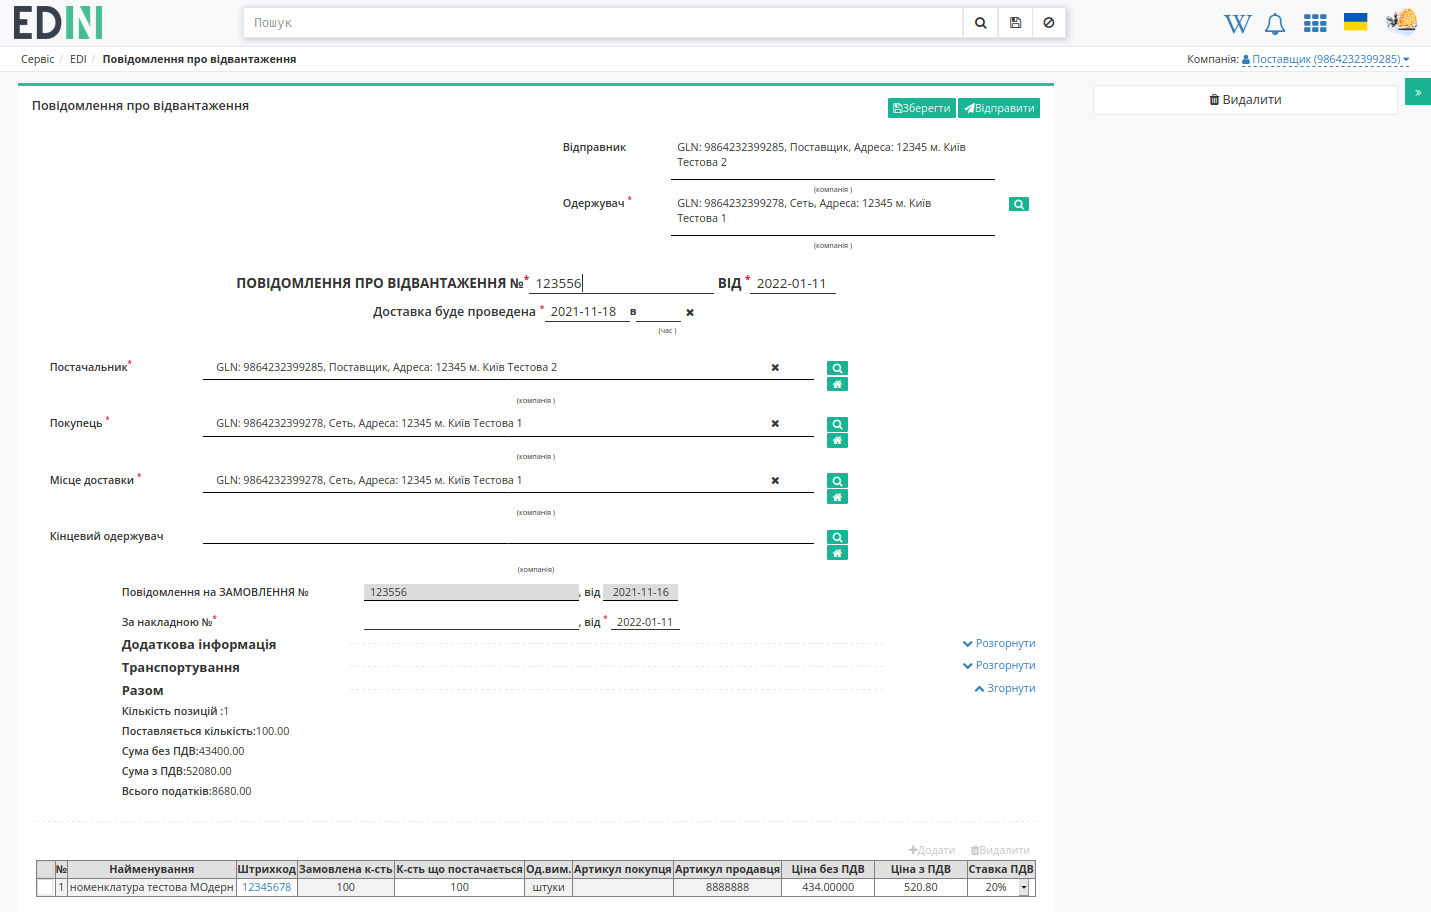 EDIN
Пошук
Сервіс / EDI / Повідомлення про відвантаження
Компанія: Поставщик (9864232399285)
»
Видалити
Повідомлення про відвантаження
Зберегти Відправити
Відправник GLN: 9864232399285, Поставщик, Адреса: 12345 м. Київ
Тестова 2
(компанія )
Одержувач * GLN: 9864232399278, Сеть, Адреса: 12345 м. Київ
Тестова 1
(компанія )
ПОВІДОМЛЕННЯ ПРО ВІДВАНТАЖЕННЯ №* 123556 ВІД * 2022-01-11
Доставка буде проведена * 2021-11-18 в
(час )
Постачальник* GLN: 9864232399285, Поставщик, Адреса: 12345 м. Київ Тестова 2
(компанія )
Покупець * GLN: 9864232399278, Сеть, Адреса: 12345 м. Київ Тестова 1
(компанія )
Місце доставки * GLN: 9864232399278, Сеть, Адреса: 12345 м. Київ Тестова 1
(компанія )
Кінцевий одержувач
(компанія)
Повідомлення на ЗАМОВЛЕННЯ № 123556 , від 2021-11-16
За накладною №* , від * 2022-01-11
Додаткова інформація Розгорнути
Транспортування Розгорнути
Разом Згорнути
Кількість позицій :1
Поставляється кількість:100.00
Сума без ПДВ:43400.00
Сума з ПДВ:52080.00
Всього податків:8680.00
Додати Видалити
№ Найменування Штрихкод Замовлена к-сть К-сть що постачається Од.вим. Артикул покупця Артикул продавця Ціна без ПДВ Ціна з ПДВ Ставка ПДВ
1 номенклатура тестова МОдерн 12345678 100 100 штуки 8888888 434.00000 520.80 20%